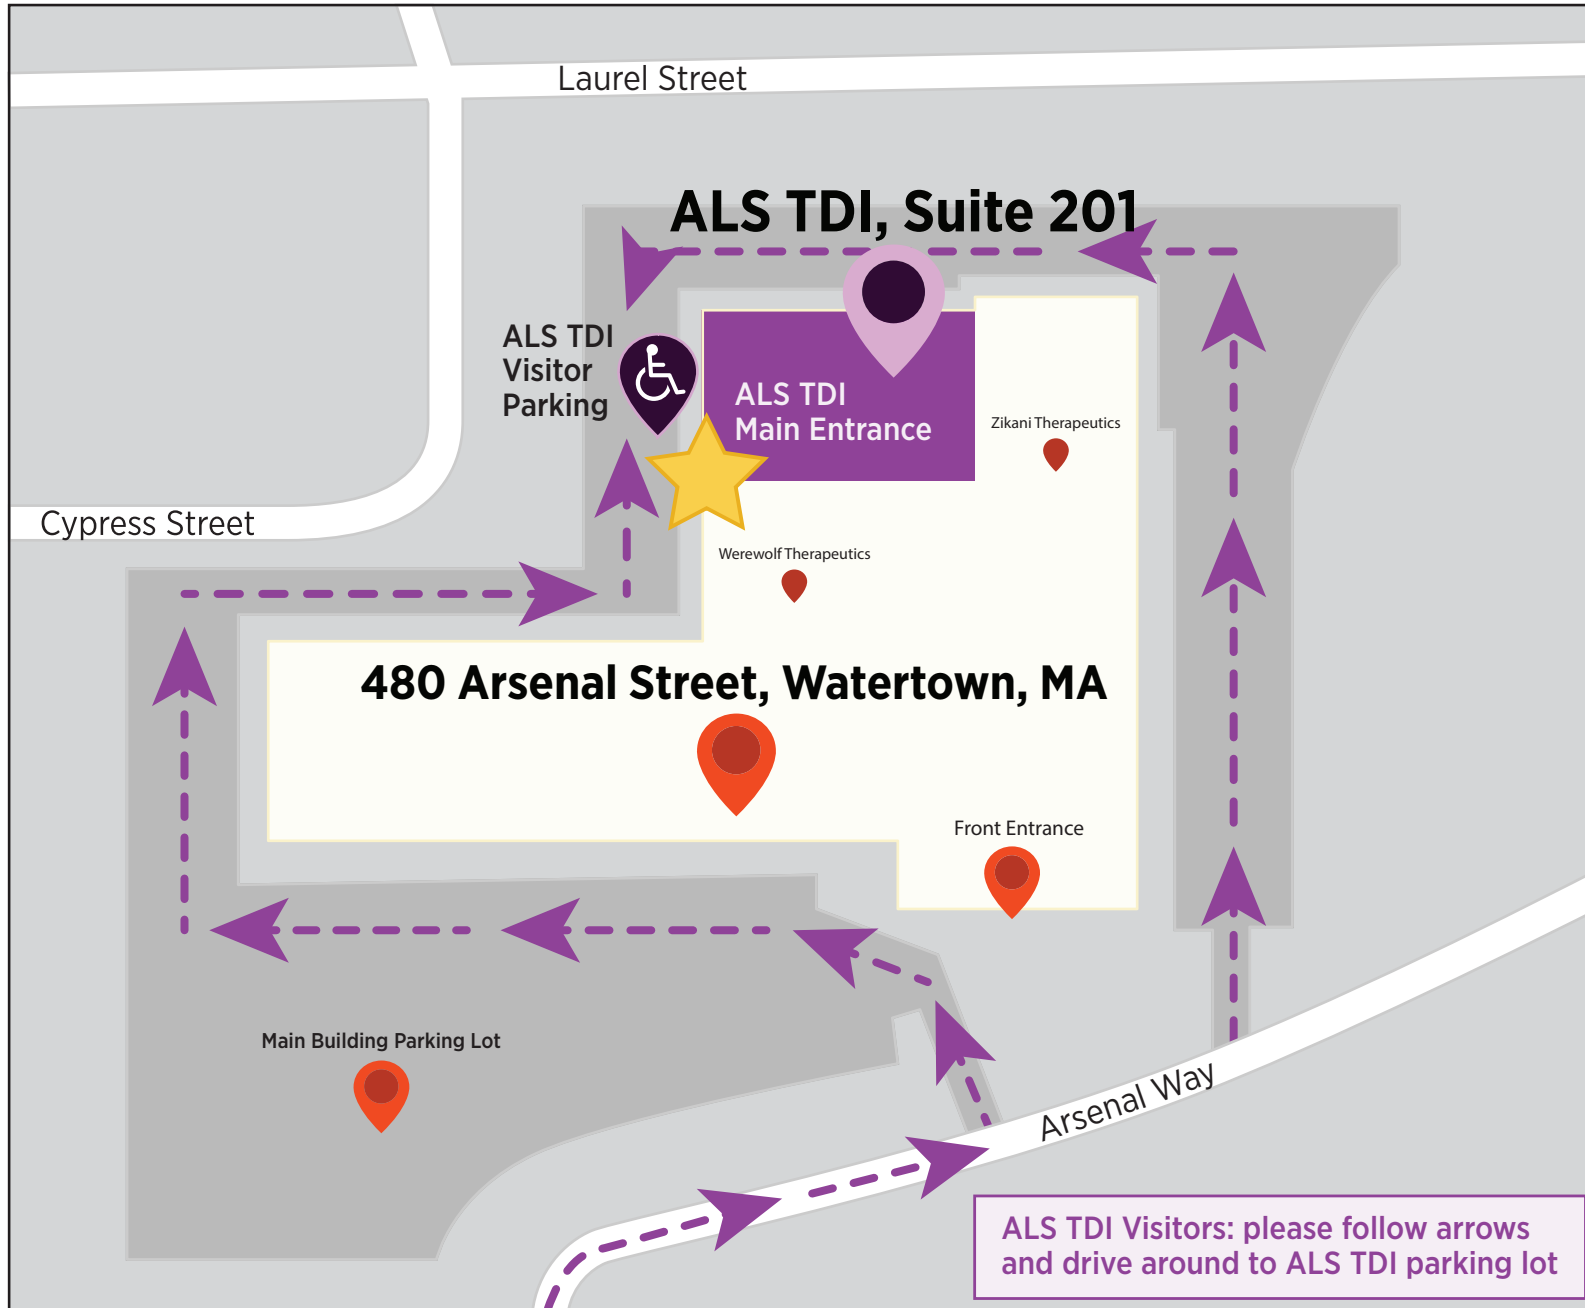 Laurel Street
ALS TDI, Suite 201
ALS TDI
Visitor
Parking
ALS TDI
Main Entrance
Zikani Therapeutics
Cypress Street
Werewolf Therapeutics
480 Arsenal Street, Watertown, MA
Front Entrance
Main Building Parking Lot
Arsenal Way
ALS TDI Visitors: please follow arrows
and drive around to ALS TDI parking lot